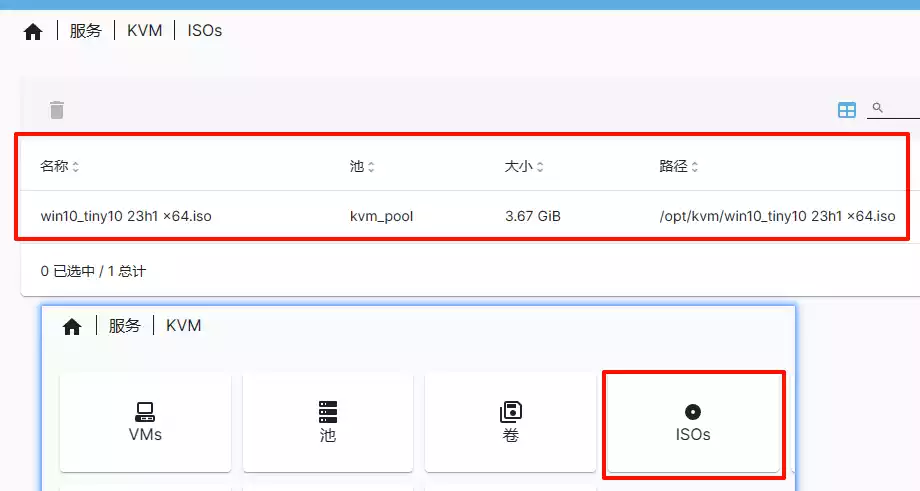 服务 KVM ISOs
名称 池 大小 路径
win10_tiny10 23h1 ×64.iso kvm_pool 3.67 GiB /opt/kvm/win10_tiny10 23h1 ×64.iso
0 已选中 / 1 总计
服务 KVM
VMs 池 卷 ISOs